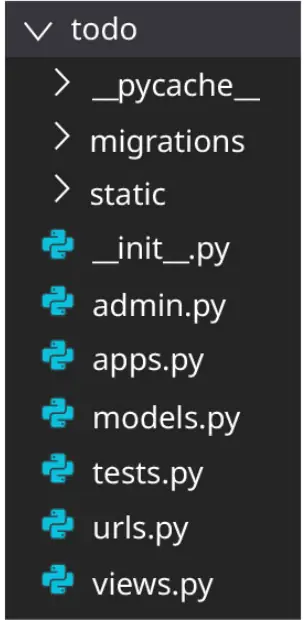 todo
__pycache__
migrations
static
__init__.py
admin.py
apps.py
models.py
tests.py
urls.py
views.py